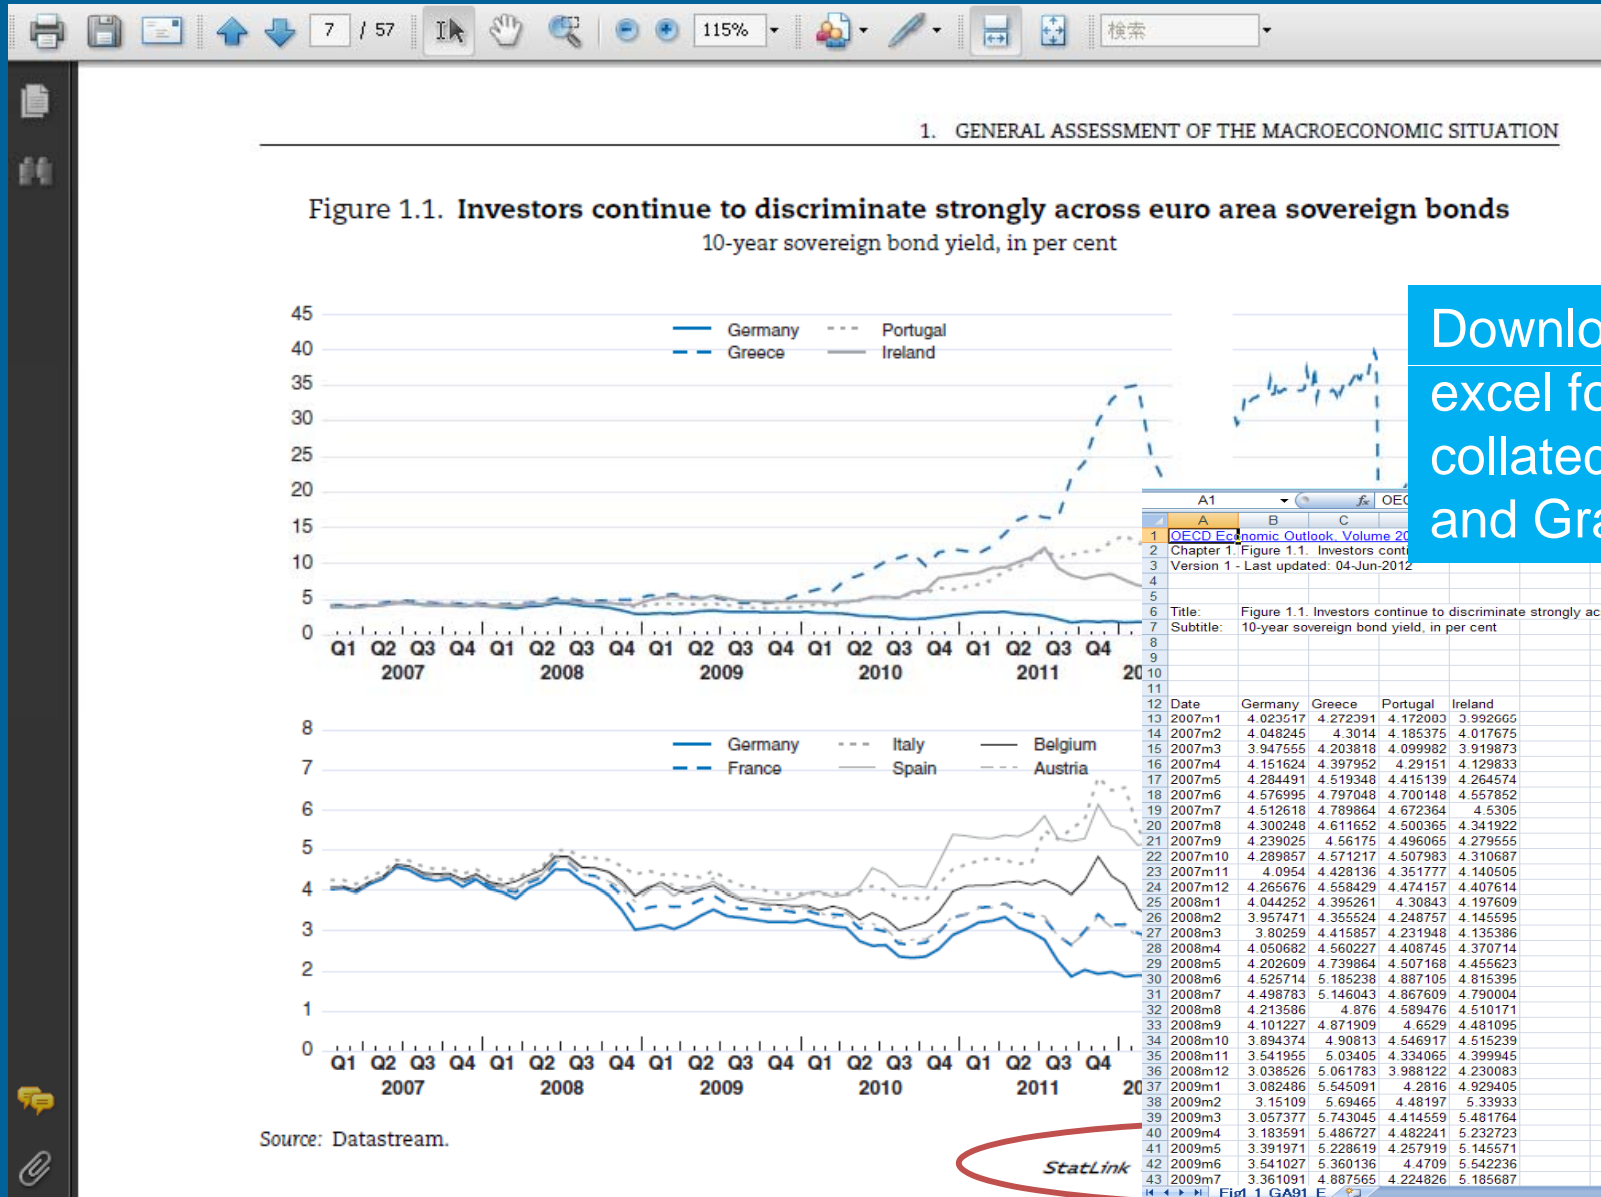 7 / 57
115%
検索
1. GENERAL ASSESSMENT OF THE MACROECONOMIC SITUATION
Figure 1.1. Investors continue to discriminate strongly across euro area sovereign bonds
10-year sovereign bond yield, in per cent
45
40
35
30
25
20
15
10
5
0
Germany Portugal
Greece Ireland
Q1 Q2 Q3 Q4 Q1 Q2 Q3 Q4 Q1 Q2 Q3 Q4 Q1 Q2 Q3 Q4 Q1 Q2 Q3 Q4
2007 2008 2009 2010 2011 20
8
7
6
5
4
3
2
1
0
Germany Italy Belgium
France Spain Austria
Q1 Q2 Q3 Q4 Q1 Q2 Q3 Q4 Q1 Q2 Q3 Q4 Q1 Q2 Q3 Q4 Q1 Q2 Q3 Q4
2007 2008 2009 2010 2011 20
Source: Datastream.
StatLink
Downlo
excel fo
collated
and Gra
A1 fx OEC
A B C
1 OECD Economic Outlook, Volume 20
2 Chapter 1. Figure 1.1. Investors conti
3 Version 1 - Last updated: 04-Jun-2012
4
5
6 Title: Figure 1.1. Investors continue to discriminate strongly ac
7 Subtitle: 10-year sovereign bond yield, in per cent
8
9
10
11
12 Date Germany Greece Portugal Ireland
13 2007m1 4.023517 4.272391 4.172083 3.992665
14 2007m2 4.048245 4.3014 4.185375 4.017675
15 2007m3 3.947555 4.203818 4.099982 3.919873
16 2007m4 4.151624 4.397952 4.29151 4.129833
17 2007m5 4.284491 4.519348 4.415139 4.264574
18 2007m6 4.576995 4.797048 4.700148 4.557852
19 2007m7 4.512618 4.789864 4.672364 4.5305
20 2007m8 4.300248 4.611652 4.500365 4.341922
21 2007m9 4.239025 4.56175 4.496065 4.279555
22 2007m10 4.289857 4.571217 4.507983 4.310687
23 2007m11 4.0954 4.428136 4.351777 4.140505
24 2007m12 4.265676 4.558429 4.474157 4.407614
25 2008m1 4.044252 4.395261 4.30843 4.197609
26 2008m2 3.957471 4.355524 4.248757 4.145595
27 2008m3 3.80259 4.415857 4.231948 4.135386
28 2008m4 4.050682 4.560227 4.408745 4.370714
29 2008m5 4.202609 4.739864 4.507168 4.455623
30 2008m6 4.525714 5.185238 4.887105 4.815395
31 2008m7 4.498783 5.146043 4.867609 4.790004
32 2008m8 4.213586 4.876 4.589476 4.510171
33 2008m9 4.101227 4.871909 4.6529 4.481095
34 2008m10 3.894374 4.90813 4.546917 4.515239
35 2008m11 3.541955 5.03405 4.334065 4.399945
36 2008m12 3.038526 5.061783 3.988122 4.230083
37 2009m1 3.082486 5.545091 4.2816 4.929405
38 2009m2 3.15109 5.69465 4.48197 5.33933
39 2009m3 3.057377 5.743045 4.414559 5.481764
40 2009m4 3.183591 5.486727 4.482241 5.232723
41 2009m5 3.391971 5.228619 4.257919 5.145571
42 2009m6 3.541027 5.360136 4.4709 5.542236
43 2009m7 3.361091 4.887565 4.224826 5.185687
Fig1_1_GA91_E